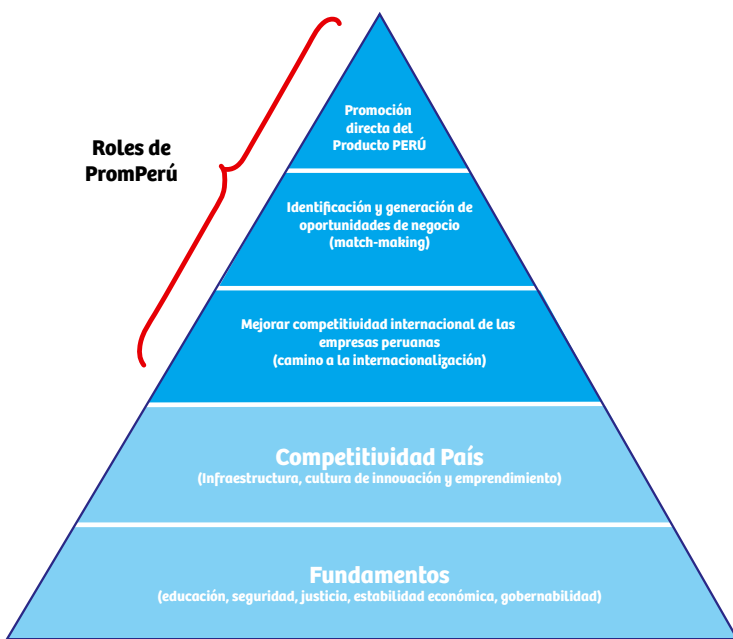 Promoción
directa del
Producto PERÚ
Roles de
PromPerú
Identificación y generación de
oportunidades de negocio
(match-making)
Mejorar competitividad internacional de las
empresas peruanas
(camino a la internacionalización)
Competitividad País
(Infraestructura, cultura de innovación y emprendimiento)
Fundamentos
(educación, seguridad, justicia, estabilidad económica, gobernabilidad)